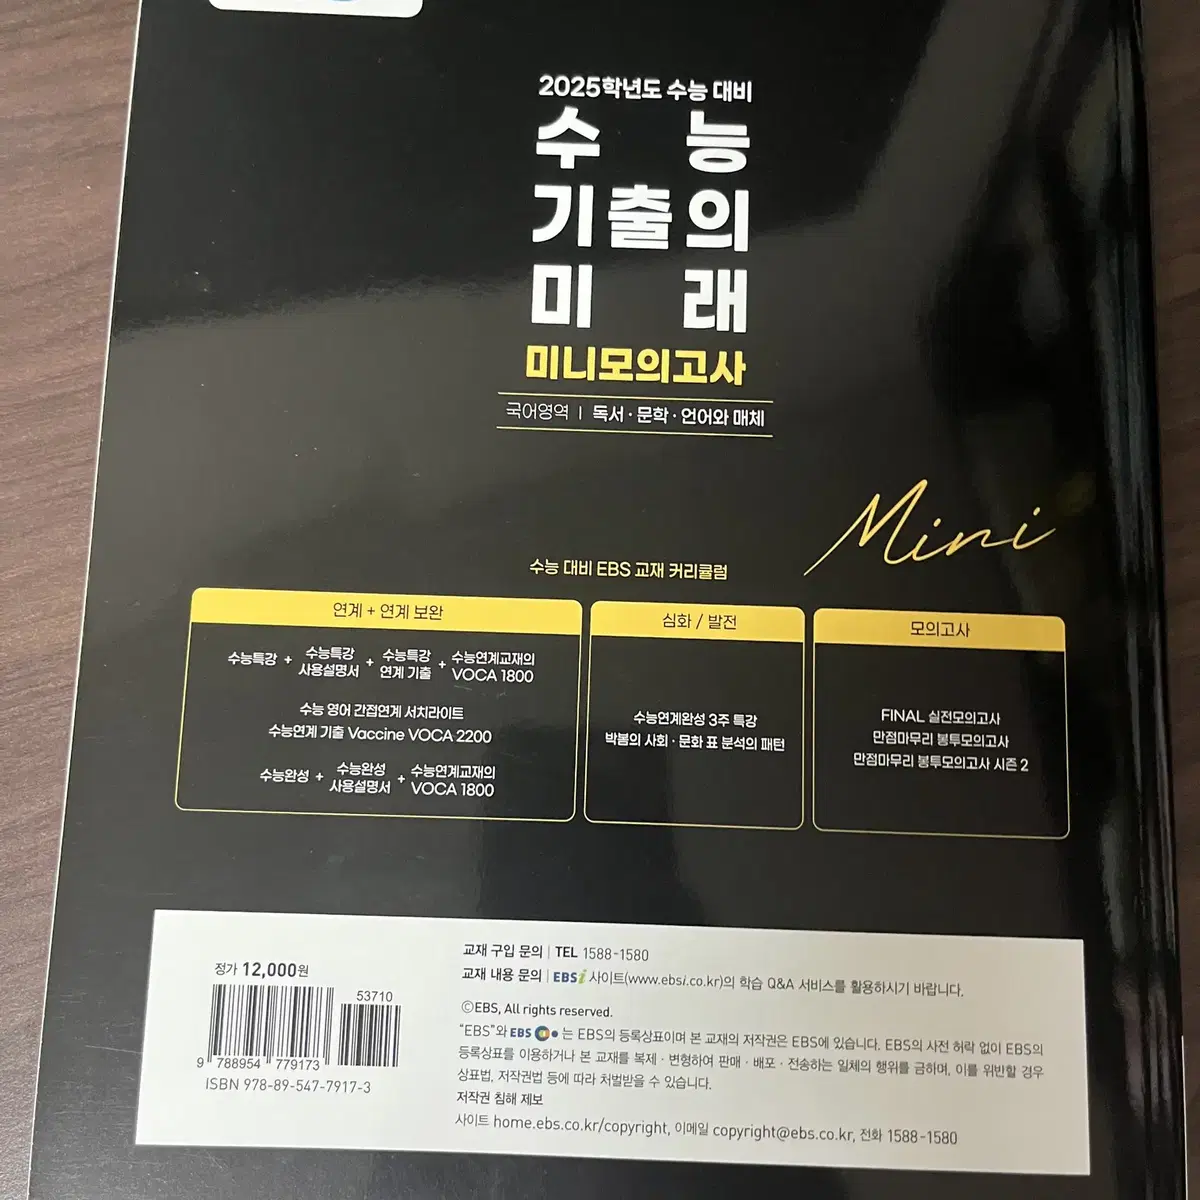 2025학년도 수능 대비
수능
기출의
미래
미니모의고사
국어영역 | 독서·문학·언어와 매체
Mini
수능 대비 EBS 교재 커리큘럼
연계 + 연계 보완
수능특강 + 수능특강 사용설명서 + 수능특강 연계 기출 + 수능연계교재의 VOCA 1800
수능 영어 간접연계 서치라이트
수능연계 기출 Vaccine VOCA 2200
수능완성 + 수능완성 사용설명서 + 수능연계교재의 VOCA 1800
심화 / 발전
수능연계완성 3주 특강
박봄의 사회·문화 표 분석의 패턴
모의고사
FINAL 실전모의고사
만점마무리 봉투모의고사
만점마무리 봉투모의고사 시즌 2
정가 12,000원
53710
9 788954 779173
ISBN 978-89-547-7917-3
교재 구입 문의 | TEL 1588-1580
교재 내용 문의 | EBSi 사이트(www.ebsi.co.kr)의 학습 Q&A 서비스를 활용하시기 바랍니다.
©EBS, All rights reserved.
"EBS"와 EBS 는 EBS의 등록상표이며 본 교재의 저작권은 EBS에 있습니다. EBS의 사전 허락 없이 EBS의
등록상표를 이용하거나 본 교재를 복제·변형하여 판매·배포·전송하는 일체의 행위를 금하며, 이를 위반할 경우
상표법, 저작권법 등에 따라 처벌받을 수 있습니다.
저작권 침해 제보
사이트 home.ebs.co.kr/copyright, 이메일 copyright@ebs.co.kr, 전화 1588-1580